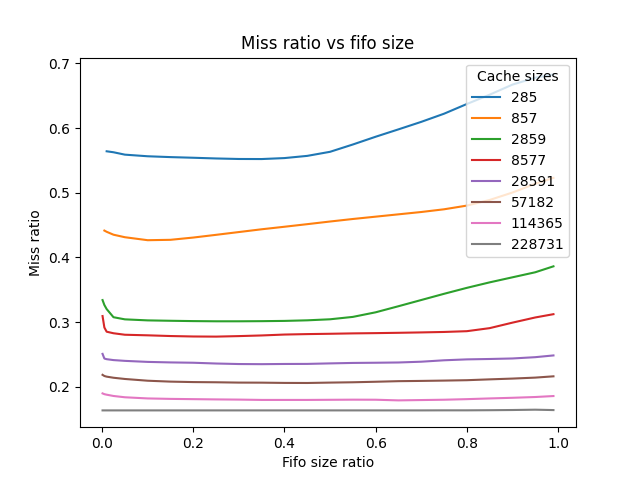 Miss ratio vs fifo size
Cache sizes
285
857
2859
8577
28591
57182
114365
228731
0.7
0.6
0.5
0.4
0.3
0.2
Miss ratio
0.0 0.2 0.4 0.6 0.8 1.0
Fifo size ratio